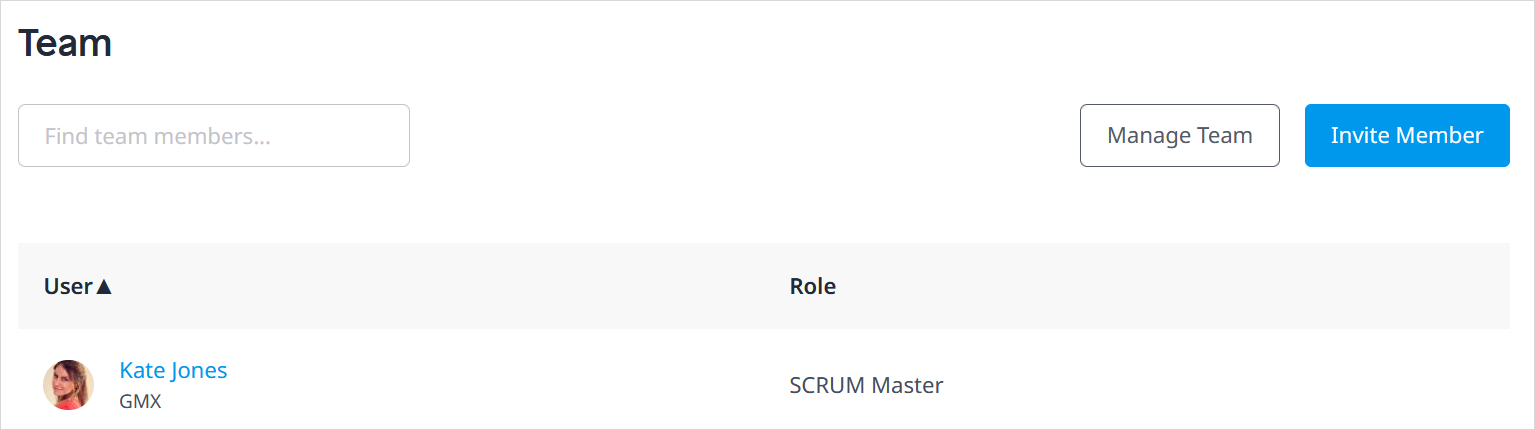 Team
Find team members...
Manage Team
Invite Member
User▲
Role
Kate Jones
GMX
SCRUM Master